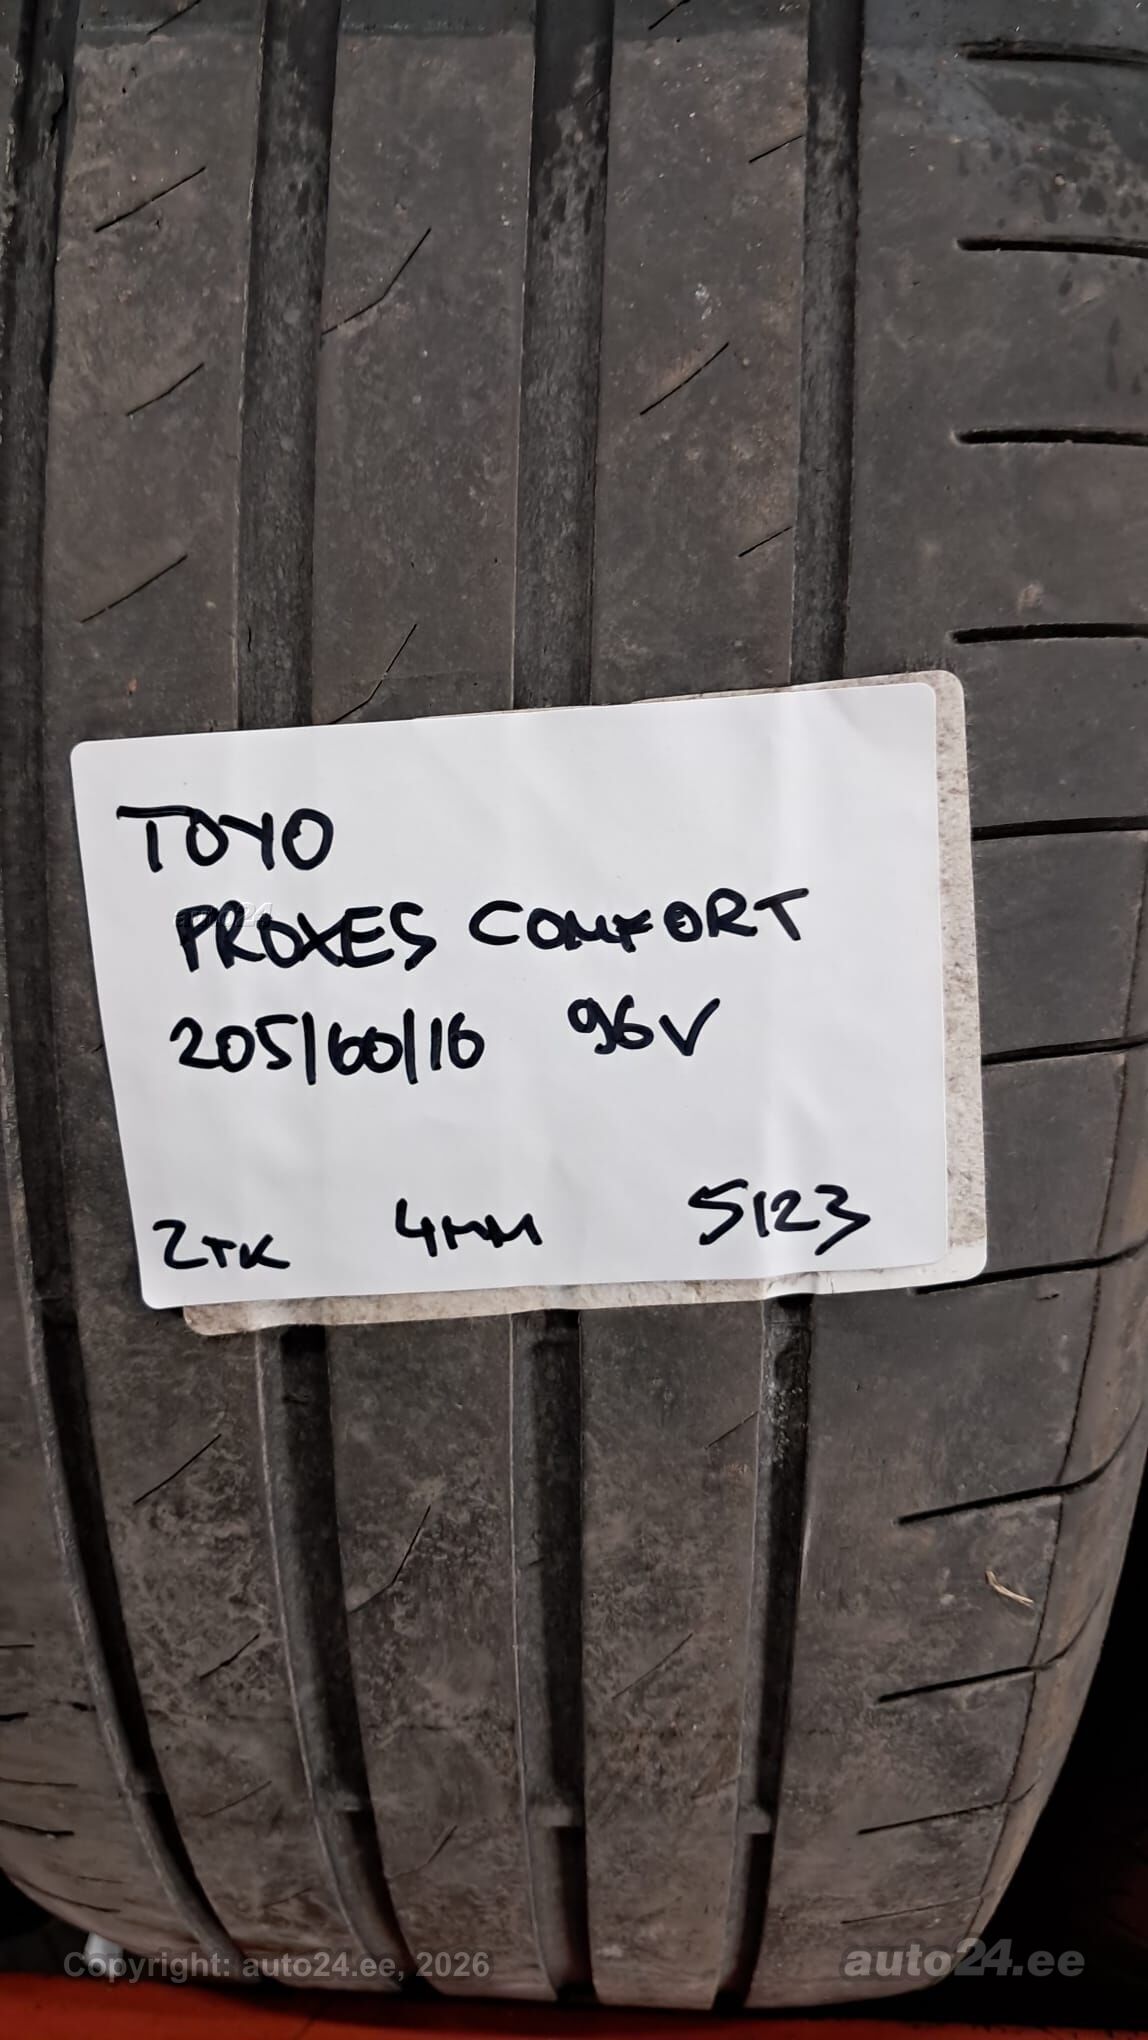 TOYO
PROXES COMFORT
205/60/16 96V
2TK 4MM 5123
Copyright: auto24.ee, 2026 auto24.ee